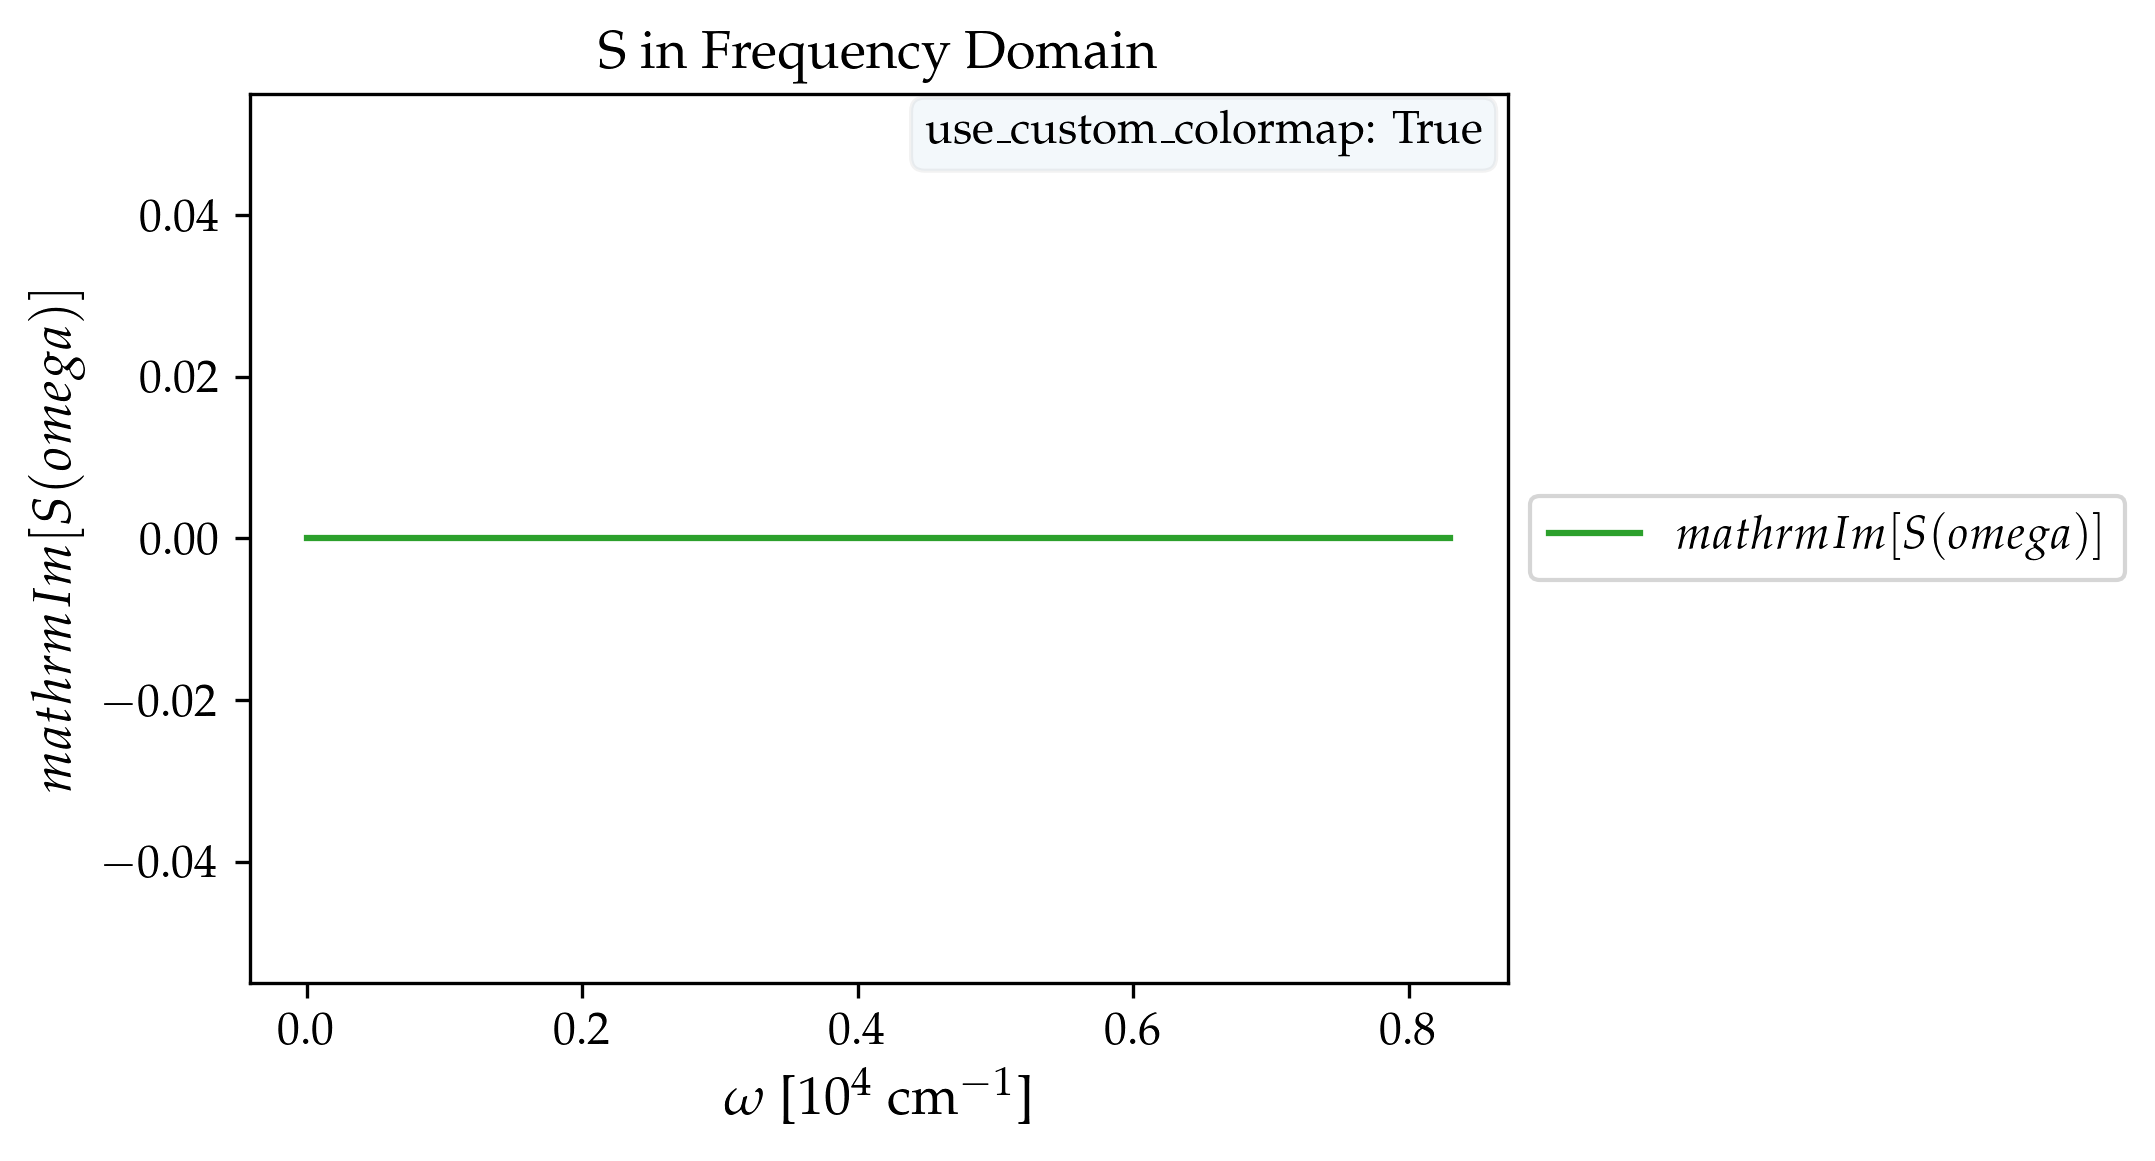 S in Frequency Domain
use_custom_colormap: True
mathrmIm[S(omega)]
0.04
0.02
0.00
−0.02
−0.04
0.0 0.2 0.4 0.6 0.8
ω [10⁴ cm⁻¹]
mathrmIm[S(omega)]